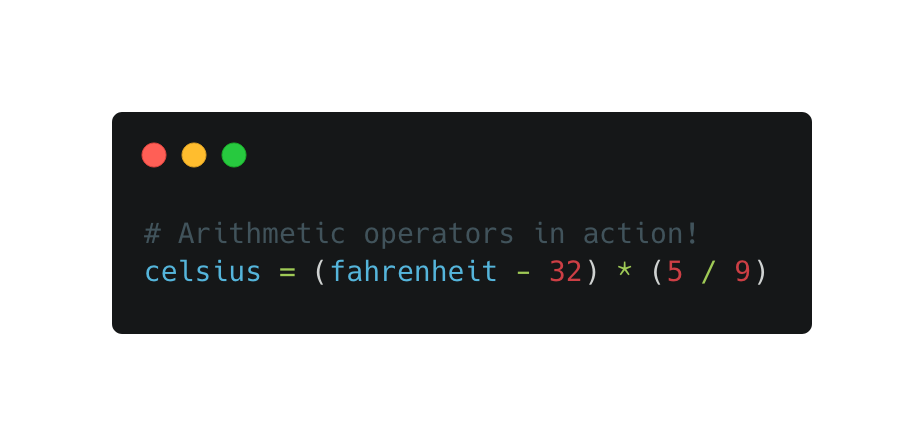 # Arithmetic operators in action!
celsius = (fahrenheit - 32) * (5 / 9)